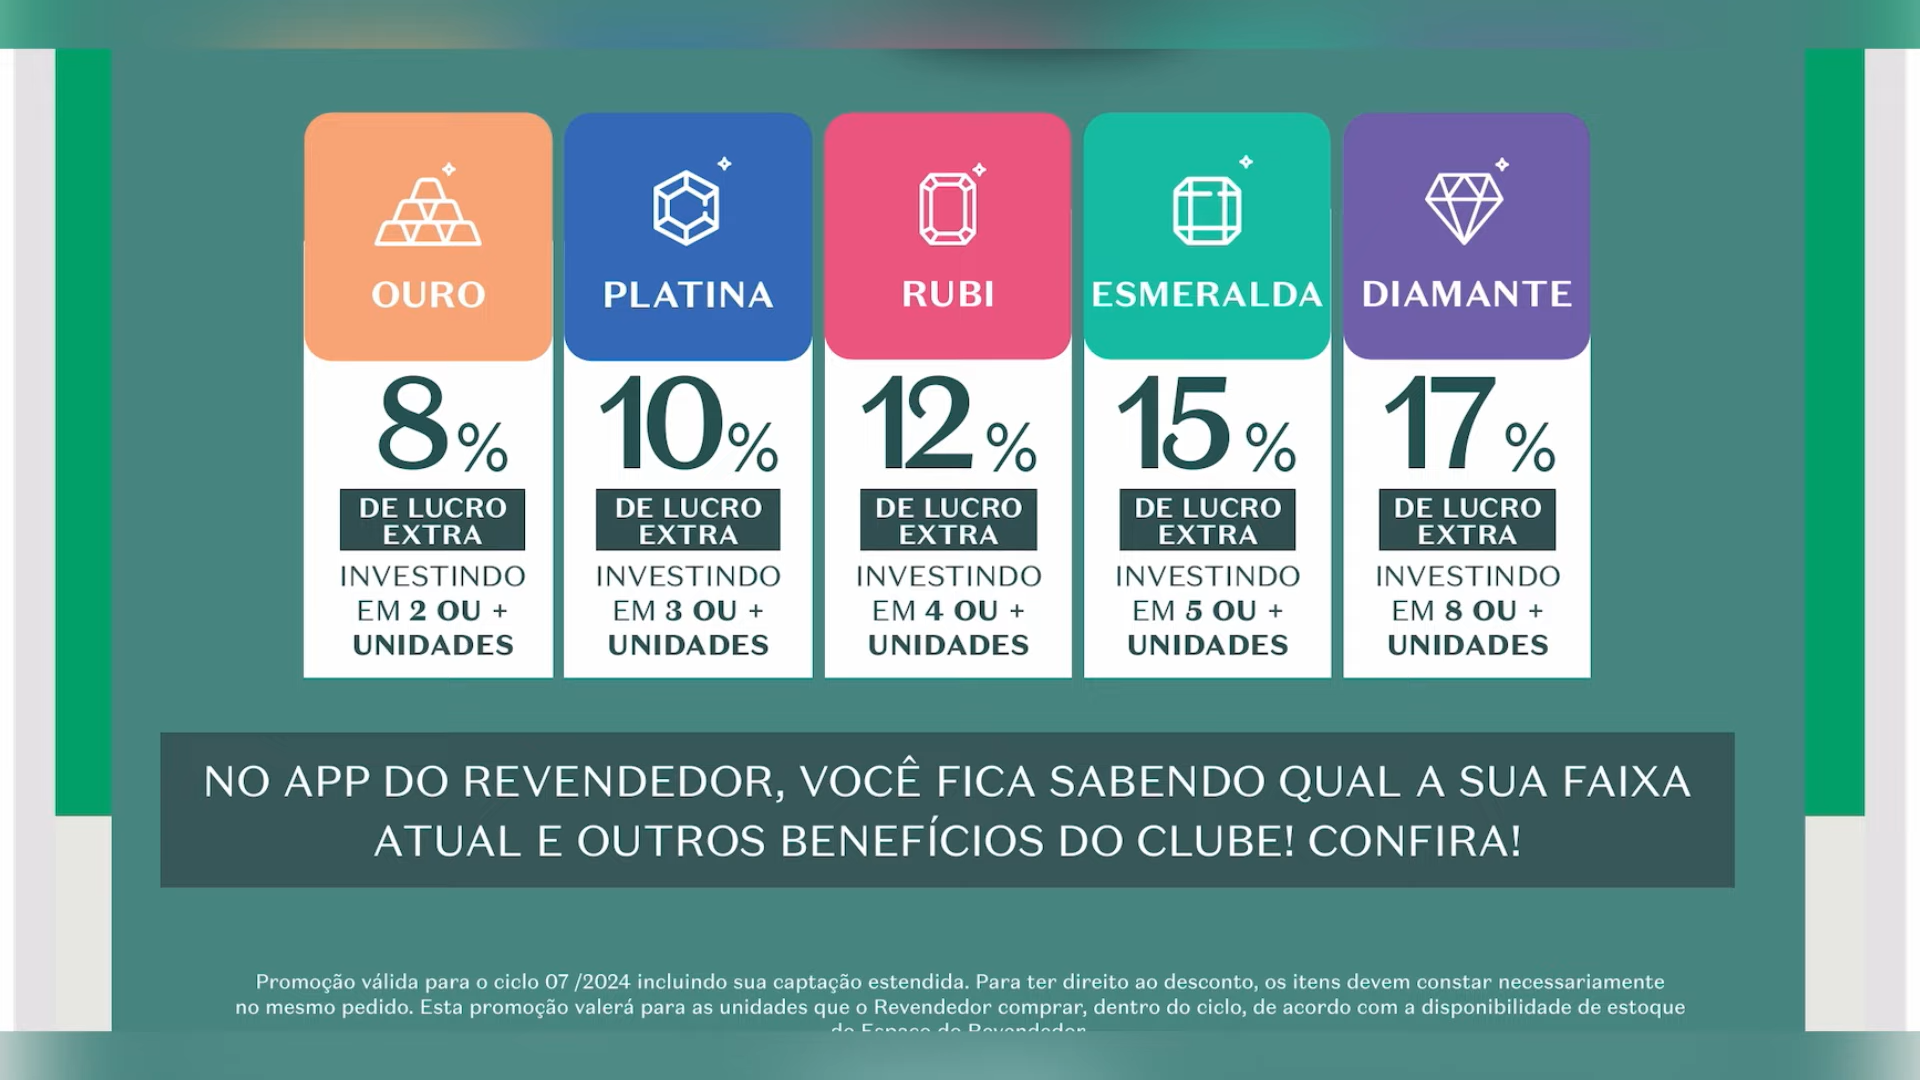 OURO
8%
DE LUCRO
EXTRA
INVESTINDO
EM 2 OU +
UNIDADES
PLATINA
10%
DE LUCRO
EXTRA
INVESTINDO
EM 3 OU +
UNIDADES
RUBI
12%
DE LUCRO
EXTRA
INVESTINDO
EM 4 OU +
UNIDADES
ESMERALDA
15%
DE LUCRO
EXTRA
INVESTINDO
EM 5 OU +
UNIDADES
DIAMANTE
17%
DE LUCRO
EXTRA
INVESTINDO
EM 8 OU +
UNIDADES
NO APP DO REVENDEDOR, VOCÊ FICA SABENDO QUAL A SUA FAIXA
ATUAL E OUTROS BENEFÍCIOS DO CLUBE! CONFIRA!
Promoção válida para o ciclo 07 /2024 incluindo sua captação estendida. Para ter direito ao desconto, os itens devem constar necessariamente
no mesmo pedido. Esta promoção valerá para as unidades que o Revendedor comprar, dentro do ciclo, de acordo com a disponibilidade de estoque
do Espaço do Revendedor